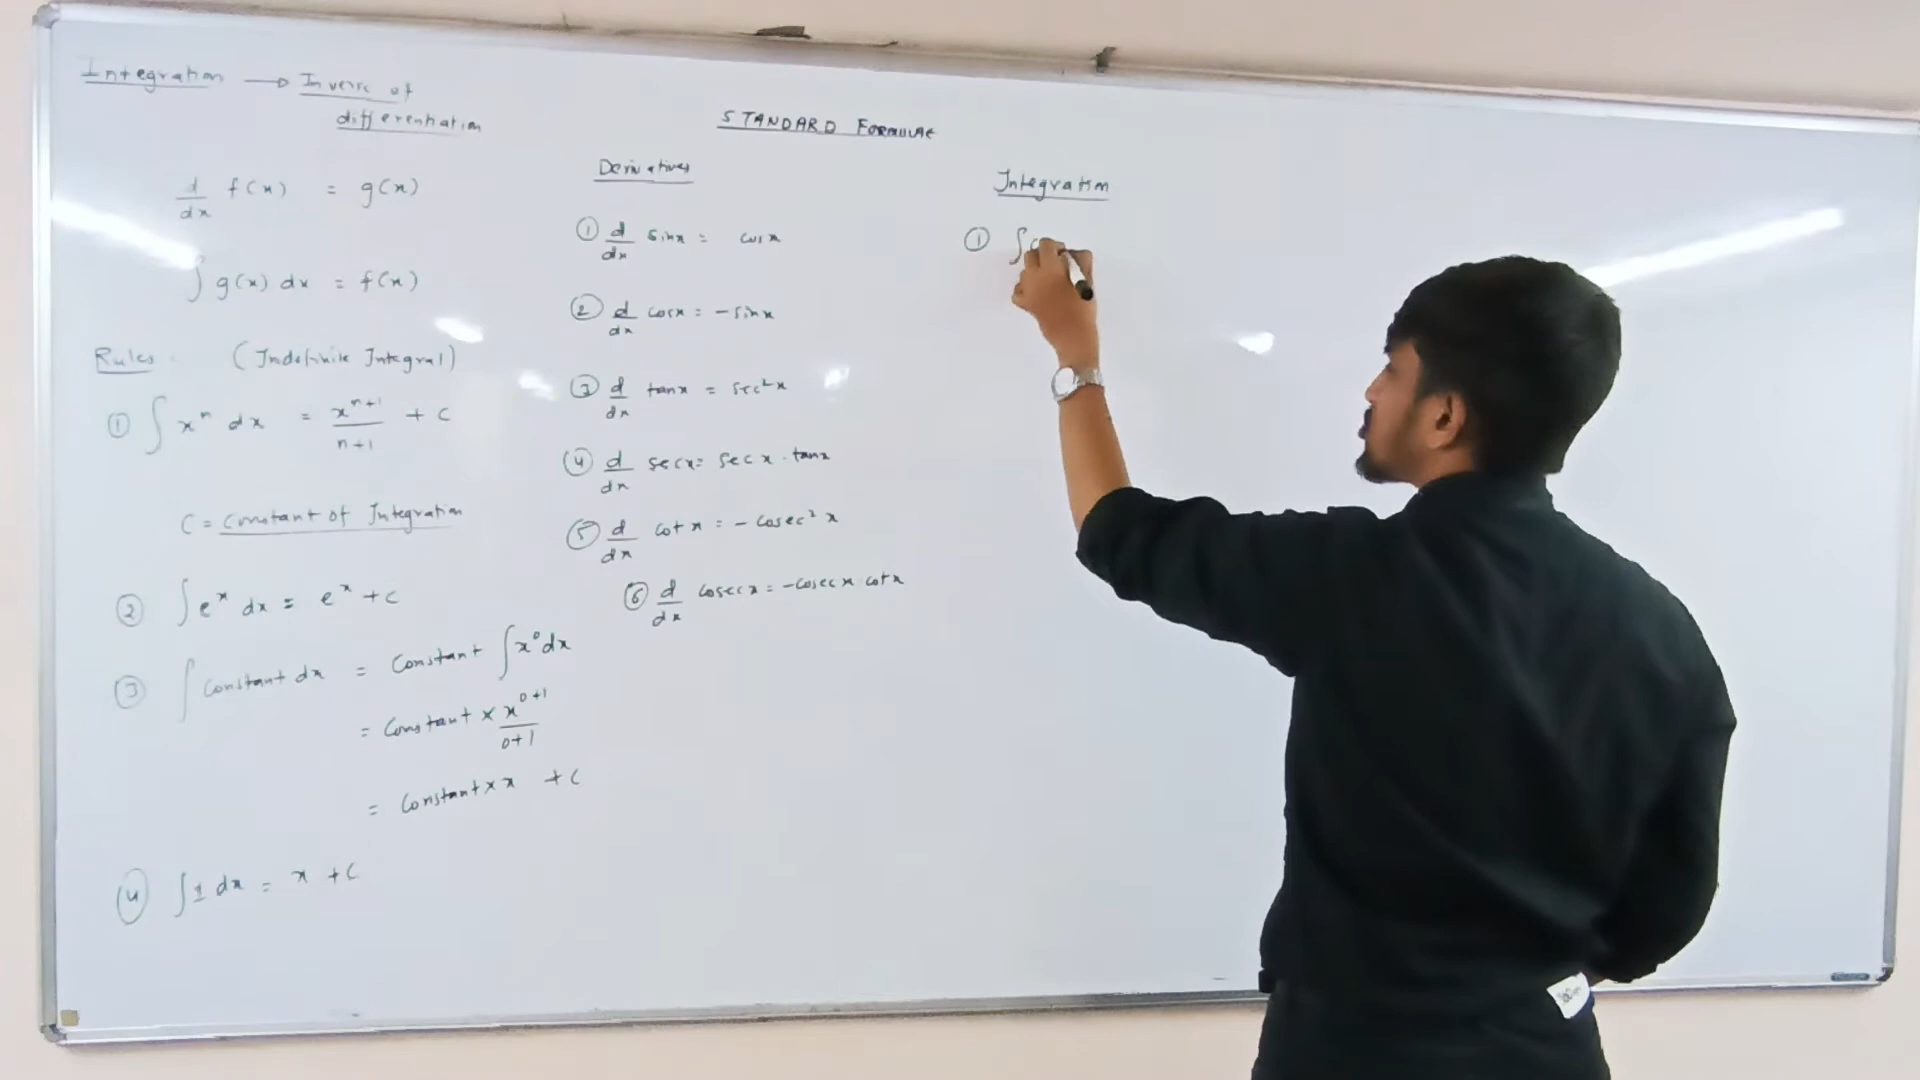 Integration → Inverse of
differentiation
d/dx f(x) = g(x)
∫ g(x) dx = f(x)
Rules (Indefinite Integral)
① ∫ xⁿ dx = xⁿ⁺¹/n+1 + c
C = constant of Integration
② ∫ eˣ dx = eˣ + c
③ ∫ constant dx = constant ∫ x⁰ dx
= constant × x⁰⁺¹/0+1
= constant × x + c
④ ∫ 1 dx = x + c
STANDARD FORMULAE
Derivatives
① d/dx sinx = cosx
② d/dx cosx = -sinx
③ d/dx tanx = sec²x
④ d/dx secx = secx · tanx
⑤ d/dx cotx = -cosec²x
⑥ d/dx cosecx = -cosecx cotx
Integration
① ∫